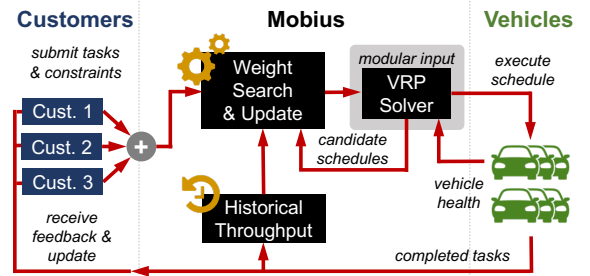 Customers
Mobius
Vehicles
submit tasks
& constraints
Cust. 1
Cust. 2
Cust. 3
+
receive
feedback &
update
Weight
Search
& Update
modular input
VRP
Solver
candidate
schedules
Historical
Throughput
execute
schedule
vehicle
health
completed tasks